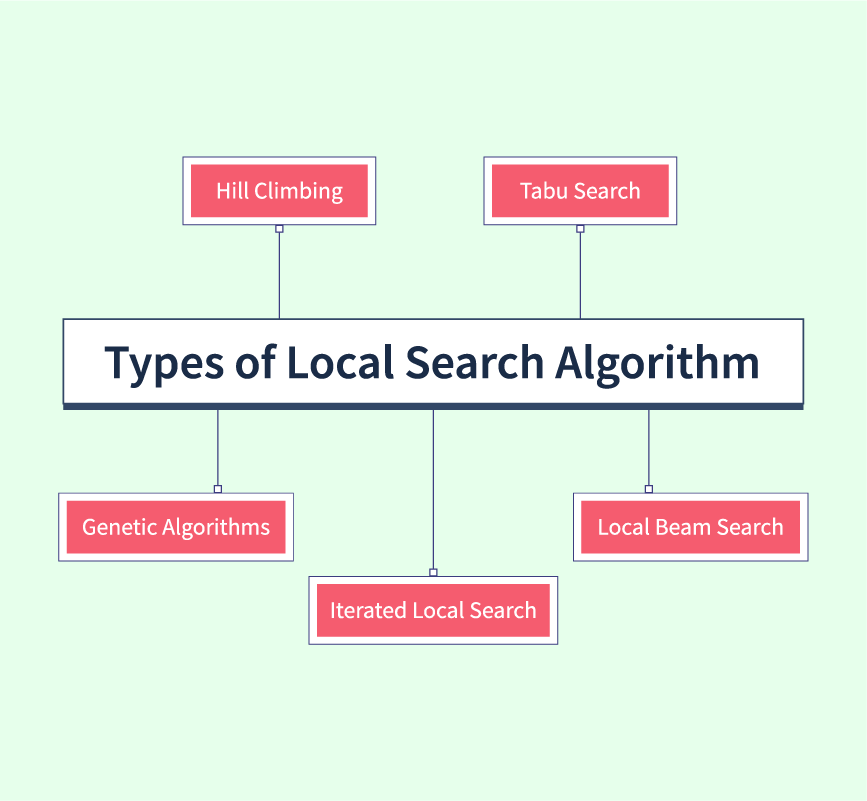 Hill Climbing
Tabu Search
Types of Local Search Algorithm
Genetic Algorithms
Local Beam Search
Iterated Local Search